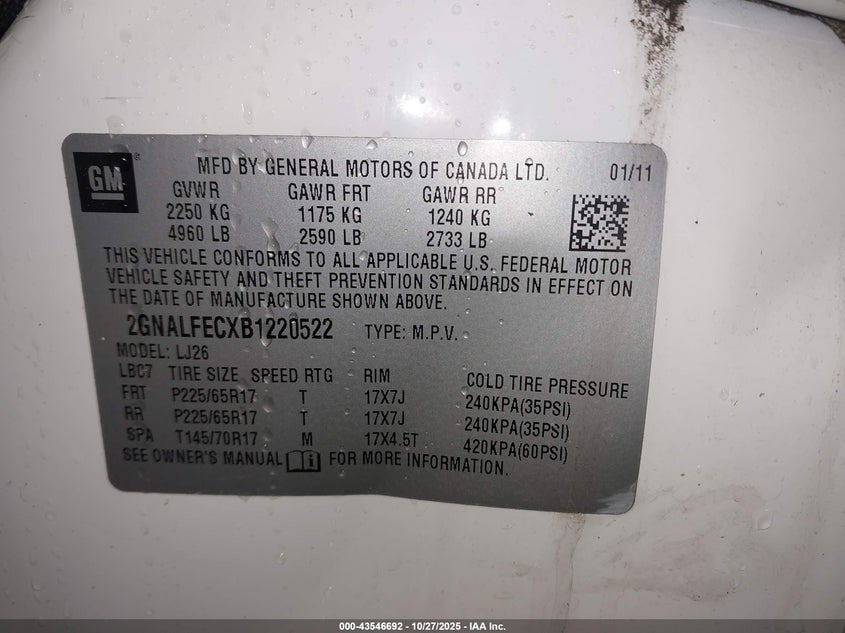 GM ®
MFD BY GENERAL MOTORS OF CANADA LTD. 01/11
GVWR GAWR FRT GAWR RR
2250 KG 1175 KG 1240 KG
4960 LB 2590 LB 2733 LB
THIS VEHICLE CONFORMS TO ALL APPLICABLE U.S. FEDERAL MOTOR
VEHICLE SAFETY AND THEFT PREVENTION STANDARDS IN EFFECT ON
THE DATE OF MANUFACTURE SHOWN ABOVE.
2GNALFECXB1220522 TYPE: M.P.V.
MODEL: LJ26
LBC7 TIRE SIZE SPEED RTG RIM COLD TIRE PRESSURE
FRT P225/65R17 T 17X7J 240KPA(35PSI)
RR P225/65R17 T 17X7J 240KPA(35PSI)
SPA T145/70R17 M 17X4.5T 420KPA(60PSI)
SEE OWNER'S MANUAL i FOR MORE INFORMATION.
000-43546692 - 10/27/2025 - IAA Inc.